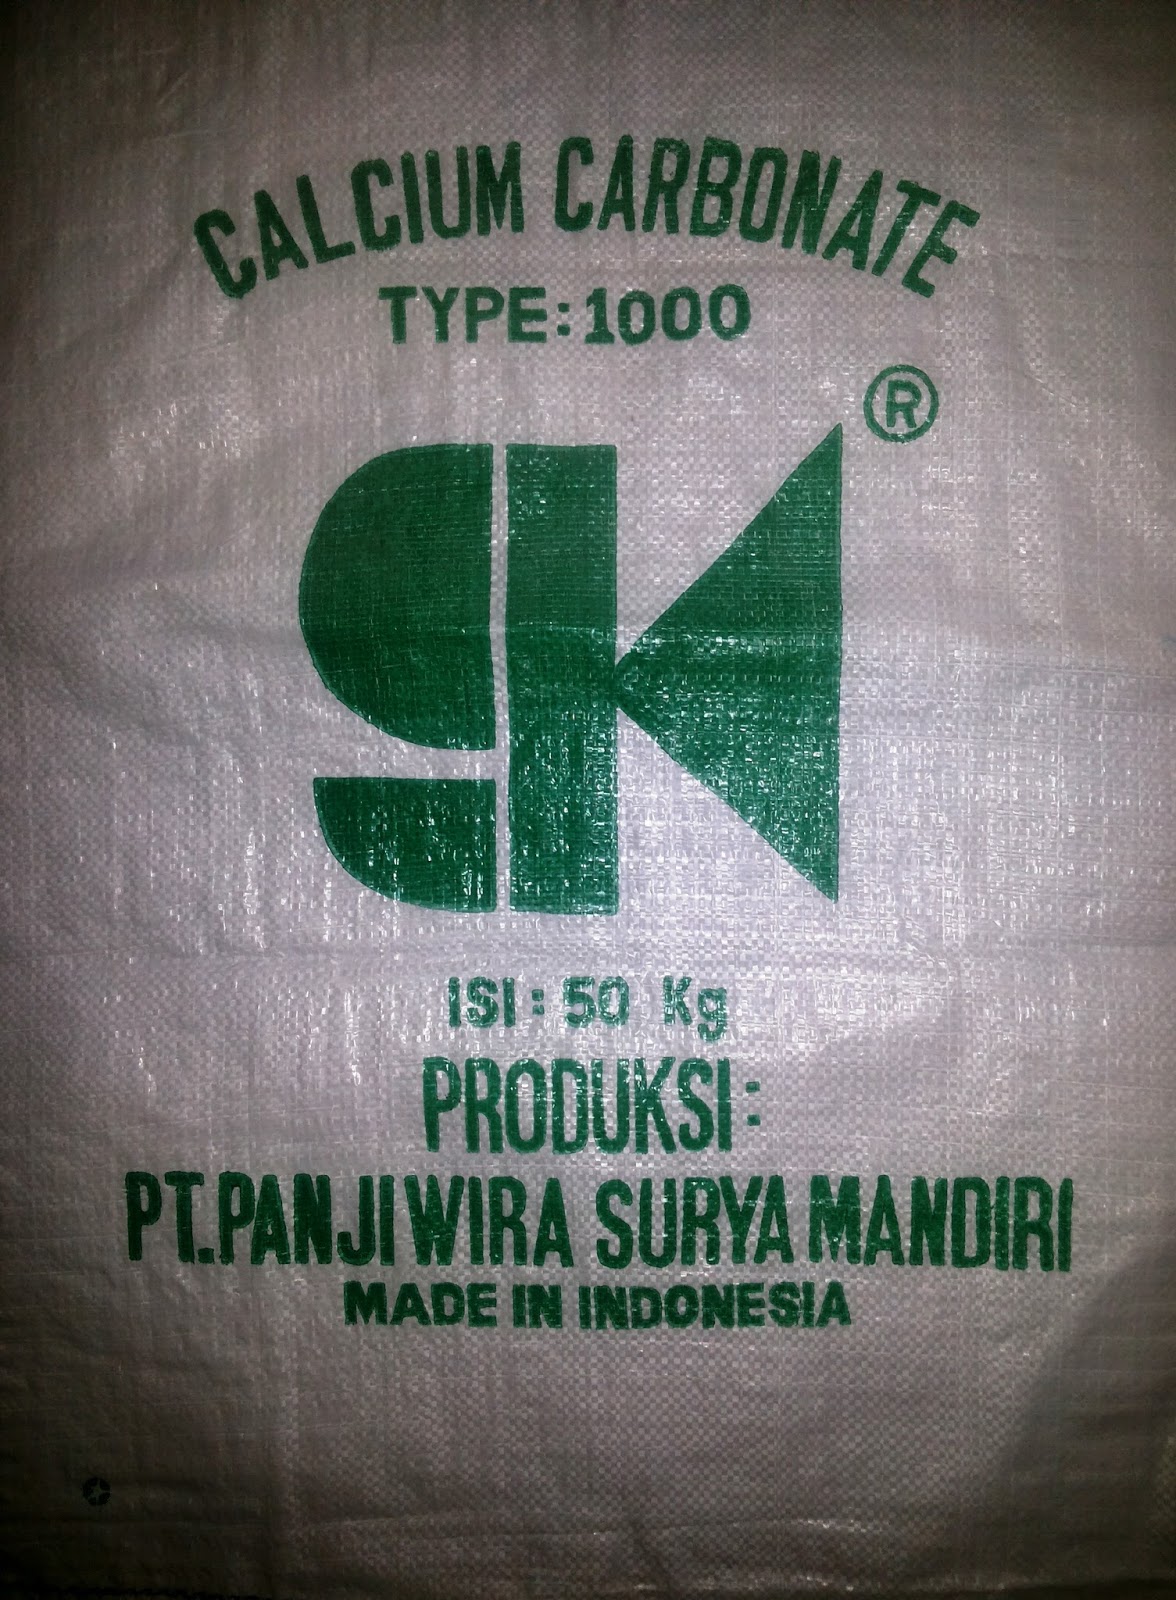 CALCIUM CARBONATE
TYPE: 1000
®
SK
ISI: 50 Kg
PRODUKSI:
PT. PANJI WIRA SURYA MANDIRI
MADE IN INDONESIA